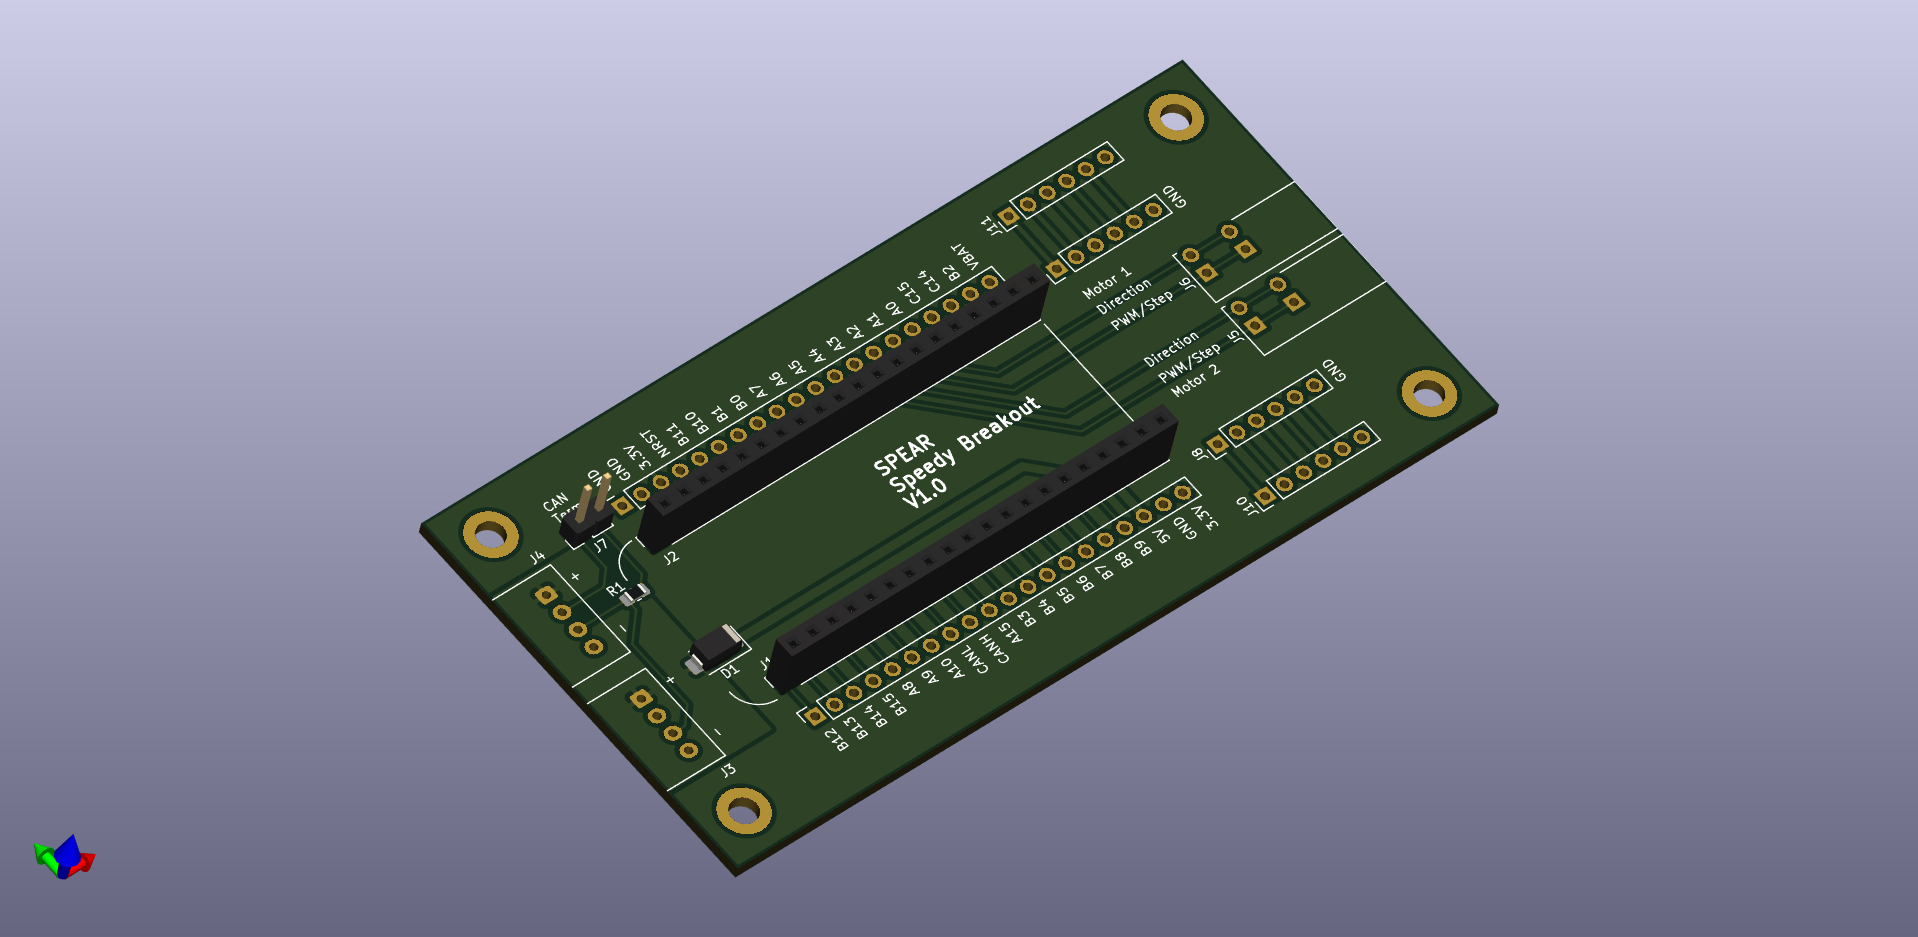 J11
GND
VBAT
B2
C14
C15
A0
A1
A2
A3
A4
A5
A6
A7
B0
B1
B10
B11
NRST
3.3V
GND
CAN
J7
J2
J4
+
-
R1
Motor 1
Direction
PWM/Step
J6
Direction
PWM/Step
Motor 2
J5
SPEAR
Speedy Breakout
V1.0
GND
J8
J10
D1
+
-
J3
B12
B13
B14
B15
A8
A9
A10
CANL
CANH
A15
B3
B4
B5
B6
B7
B8
B9
5V
GND
3.3V